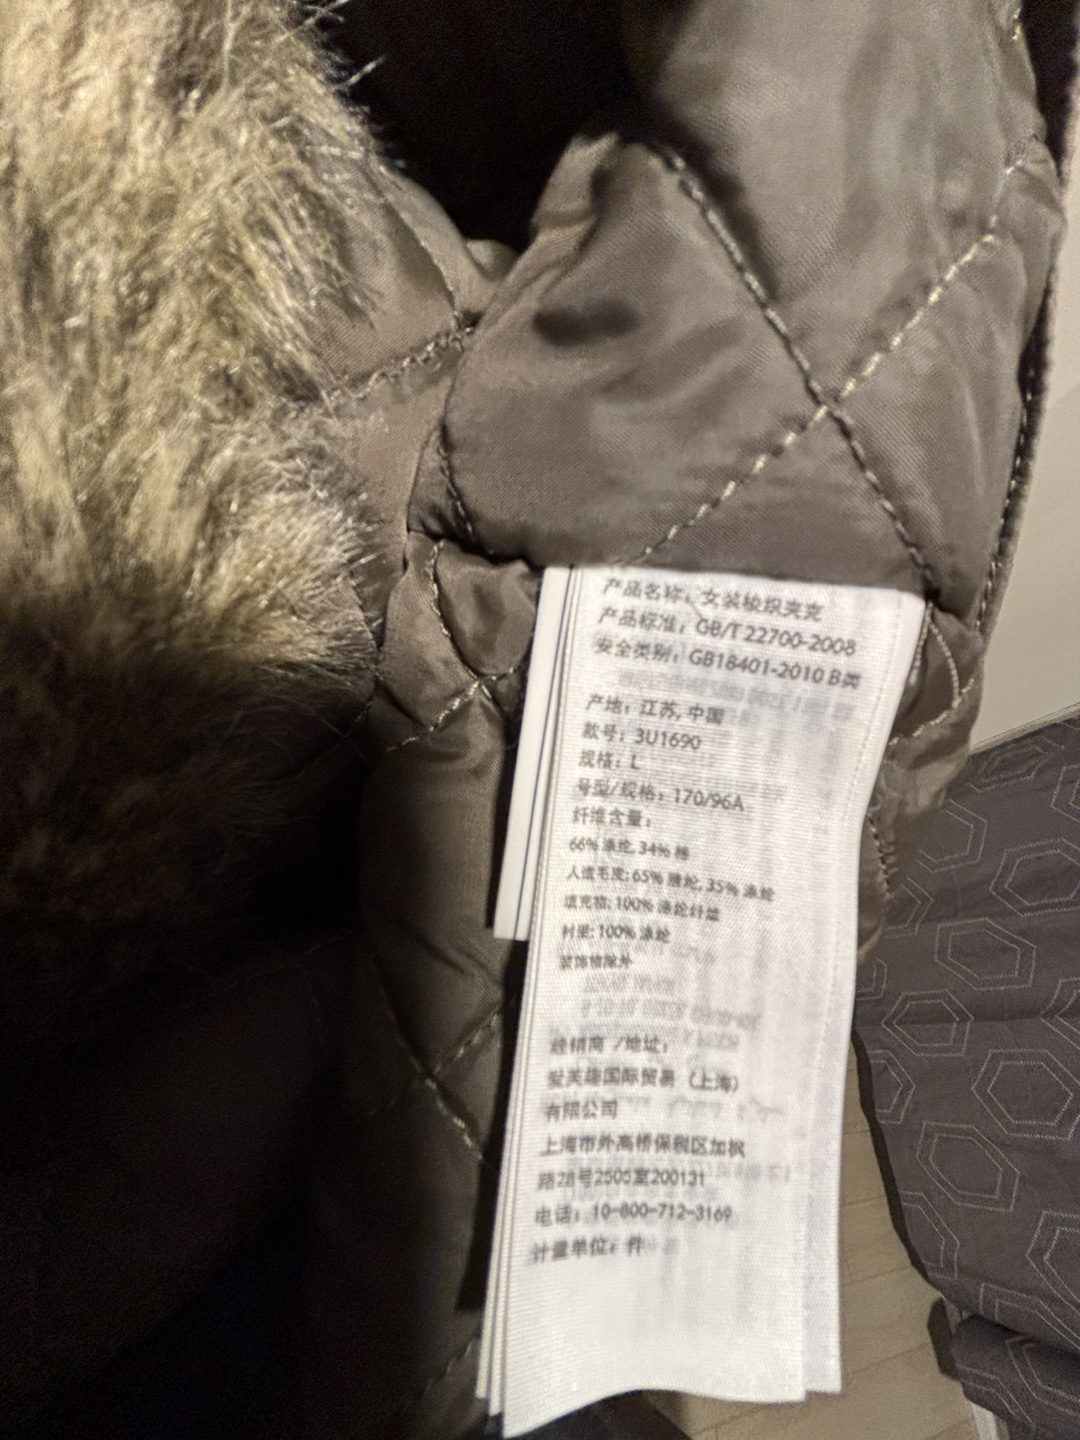 产品名称：女装梭织夹克
产品标准：GB/T 22700-2008
安全类别：GB18401-2010 B类
产地：江苏, 中国
款号：3U1690
规格：L
号型/规格：170/96A
纤维含量：
66% 涤纶, 34% 棉
人造毛皮: 65% 腈纶, 35% 涤纶
填充物: 100% 涤纶纤维
衬里: 100% 涤纶
装饰物除外
经销商 /地址：
爱芙趣国际贸易（上海）
有限公司
上海市外高桥保税区加枫
路28号2505室200131
电话：10-800-712-3169
计量单位：件